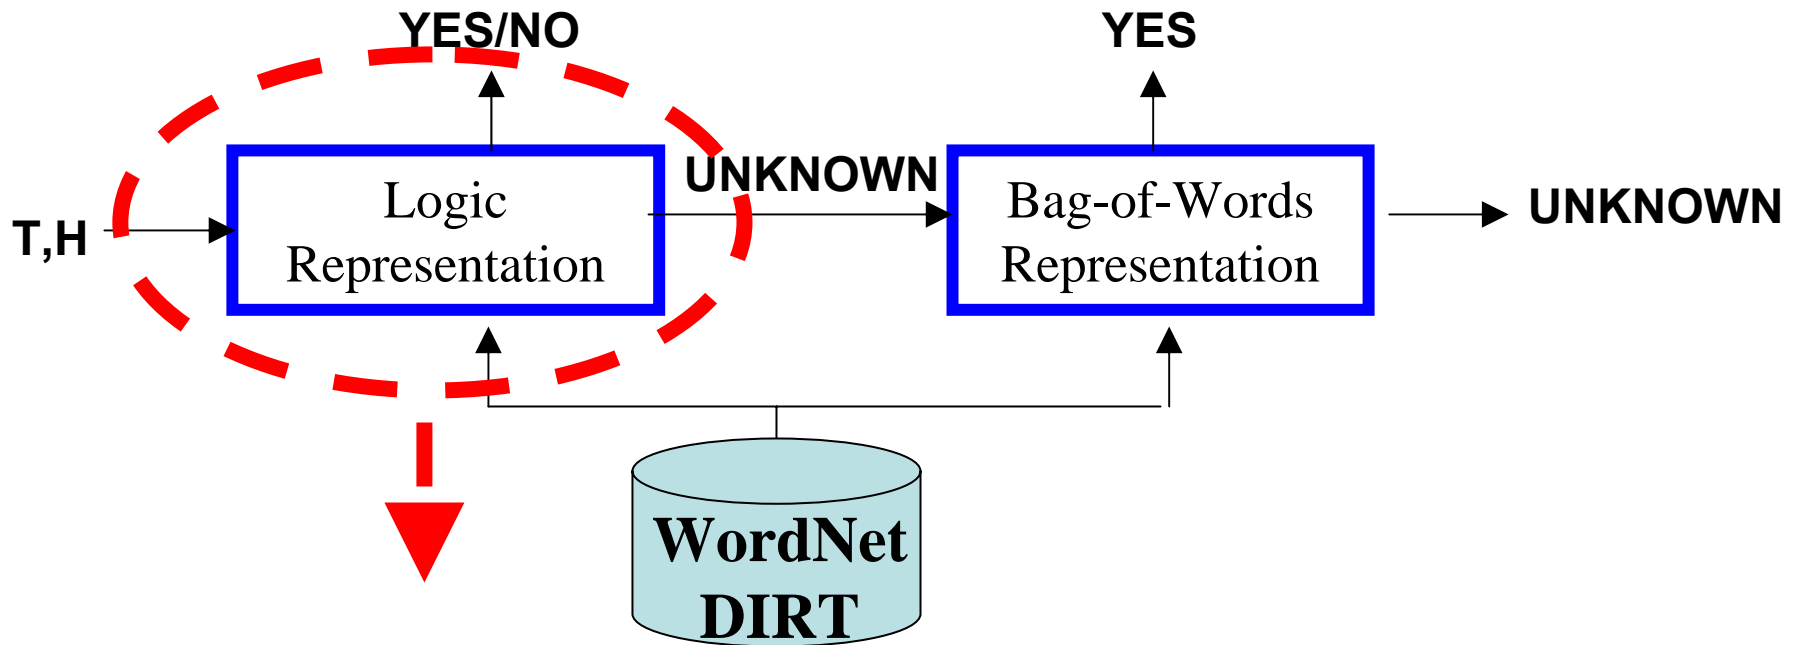 YES/NO
YES
T,H
Logic
Representation
UNKNOWN
Bag-of-Words
Representation
UNKNOWN
WordNet
DIRT